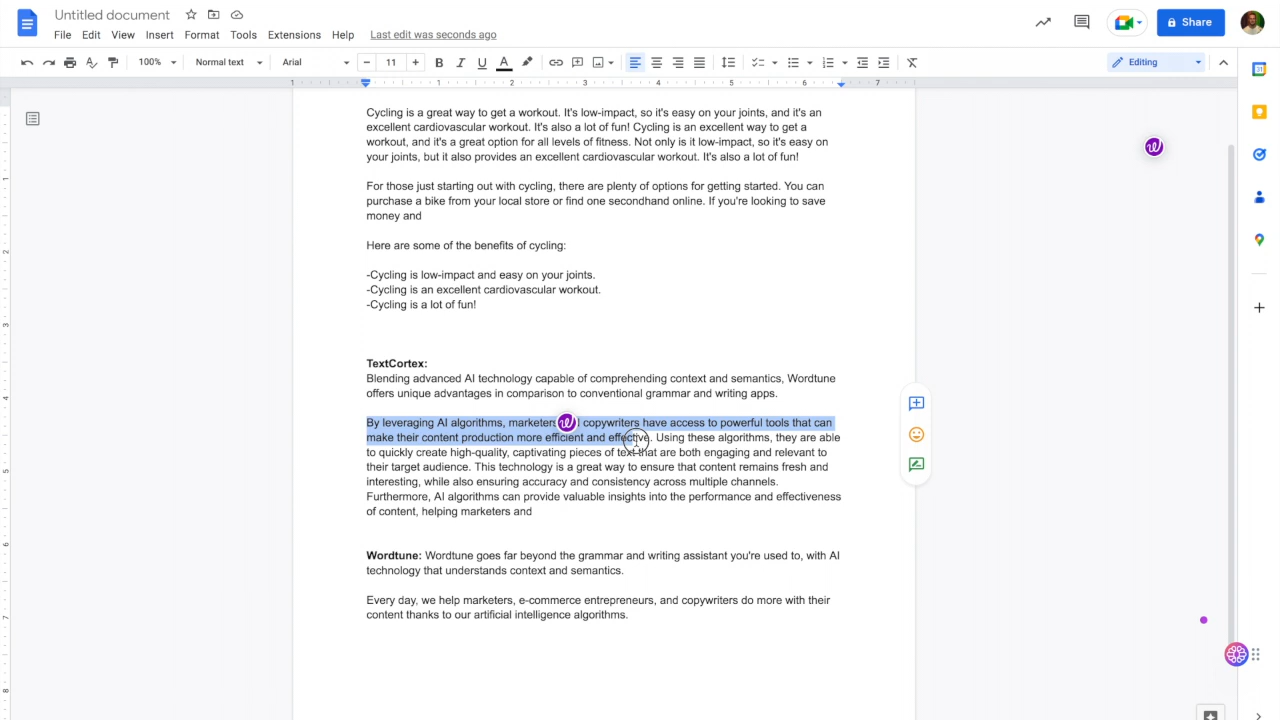 Untitled document
File Edit View Insert Format Tools Extensions Help Last edit was seconds ago
Share
100% Normal text Arial 11 Editing
1 1 2 3 4 5 6 7
Cycling is a great way to get a workout. It's low-impact, so it's easy on your joints, and it's an
excellent cardiovascular workout. It's also a lot of fun! Cycling is an excellent way to get a
workout, and it's a great option for all levels of fitness. Not only is it low-impact, so it's easy on
your joints, but it also provides an excellent cardiovascular workout. It's also a lot of fun!
For those just starting out with cycling, there are plenty of options for getting started. You can
purchase a bike from your local store or find one secondhand online. If you're looking to save
money and
Here are some of the benefits of cycling:
-Cycling is low-impact and easy on your joints.
-Cycling is an excellent cardiovascular workout.
-Cycling is a lot of fun!
TextCortex:
Blending advanced AI technology capable of comprehending context and semantics, Wordtune
offers unique advantages in comparison to conventional grammar and writing apps.
By leveraging AI algorithms, marketers copywriters have access to powerful tools that can
make their content production more efficient and effective. Using these algorithms, they are able
to quickly create high-quality, captivating pieces of text that are both engaging and relevant to
their target audience. This technology is a great way to ensure that content remains fresh and
interesting, while also ensuring accuracy and consistency across multiple channels.
Furthermore, AI algorithms can provide valuable insights into the performance and effectiveness
of content, helping marketers and
Wordtune: Wordtune goes far beyond the grammar and writing assistant you're used to, with AI
technology that understands context and semantics.
Every day, we help marketers, e-commerce entrepreneurs, and copywriters do more with their
content thanks to our artificial intelligence algorithms.